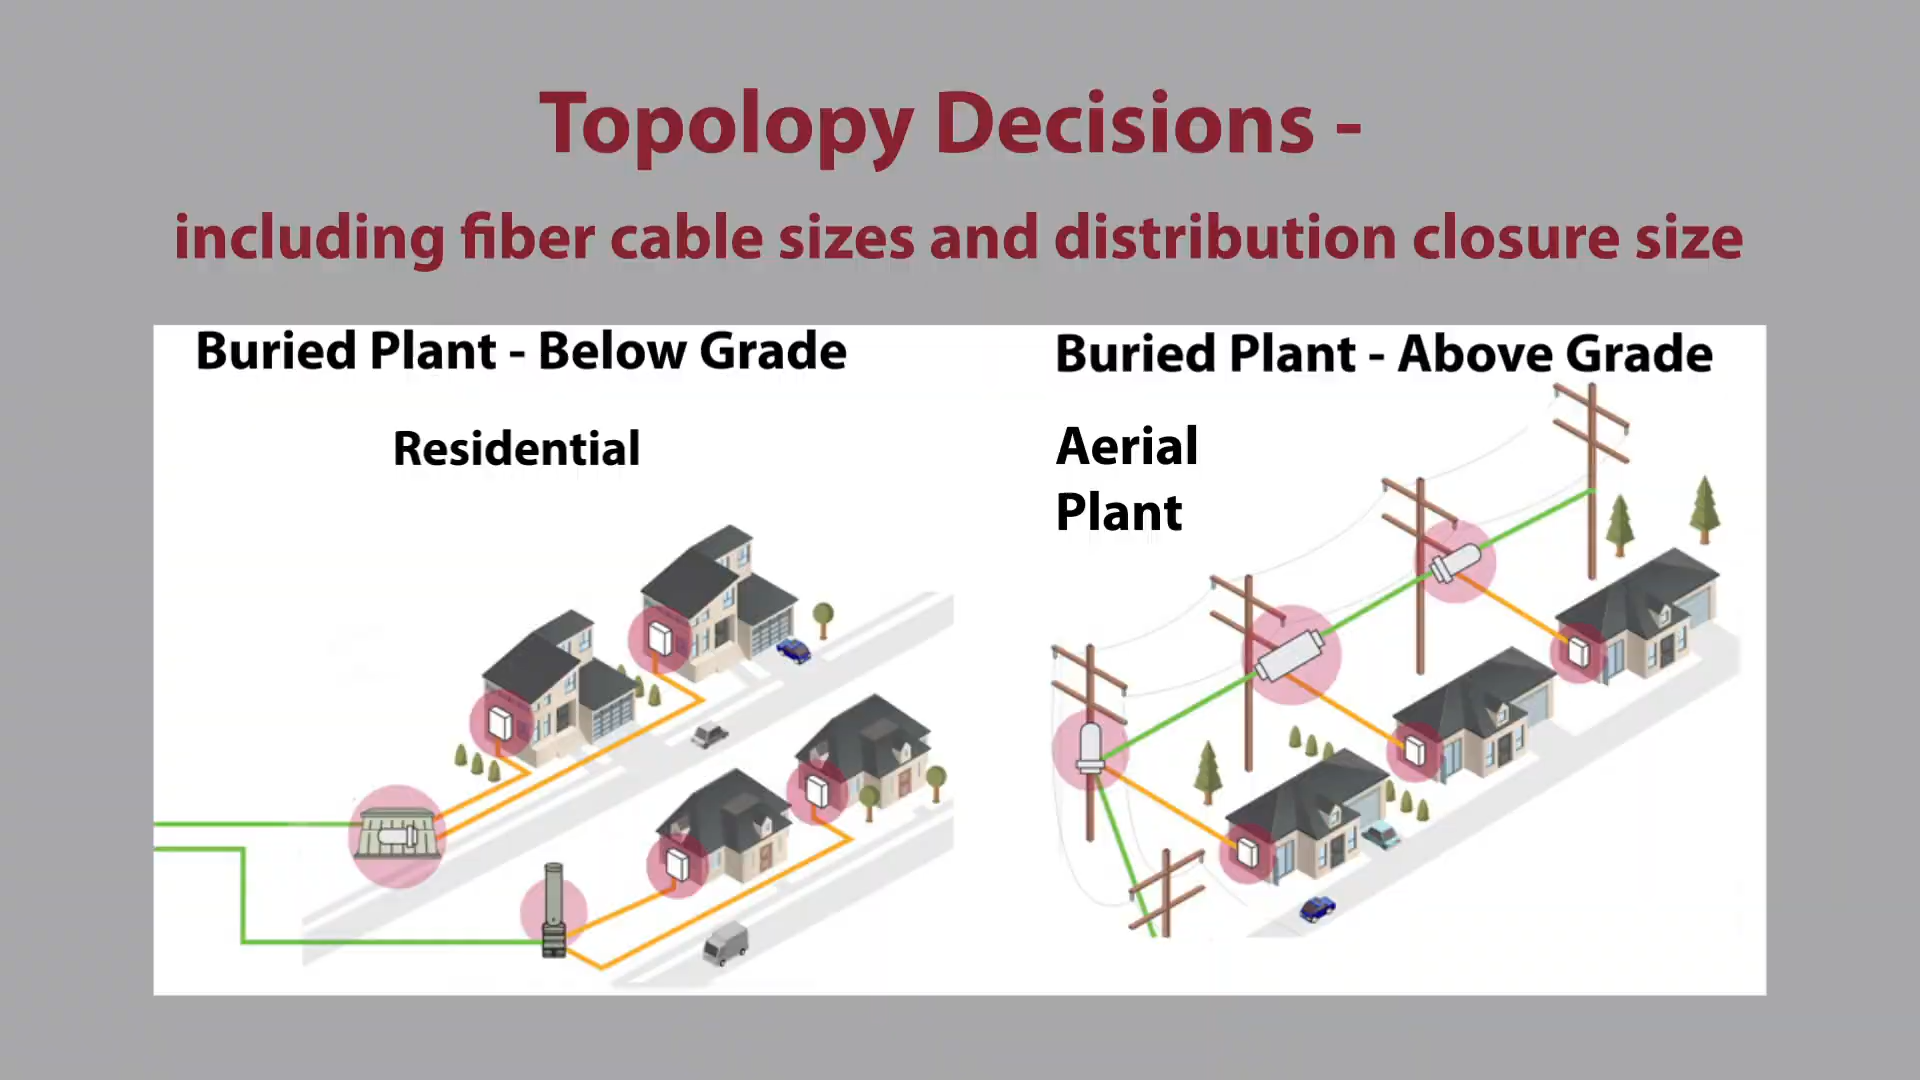 Topolopy Decisions -
including fiber cable sizes and distribution closure size
Buried Plant - Below Grade
Residential
Buried Plant - Above Grade
Aerial
Plant